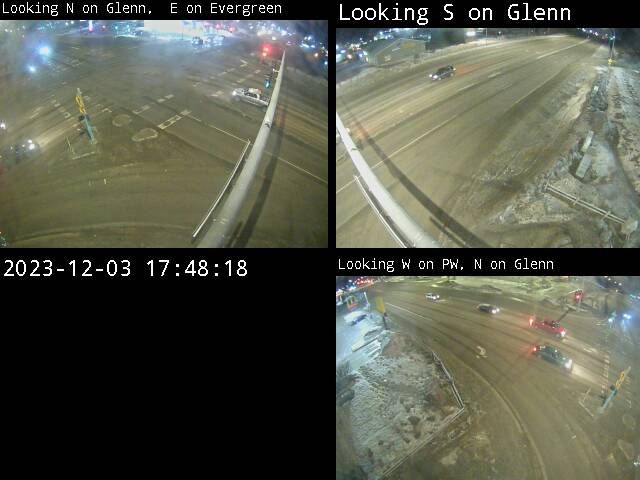 Looking N on Glenn,  E on Evergreen
Looking S on Glenn
2023-12-03 17:48:18
Looking W on PW, N on Glenn